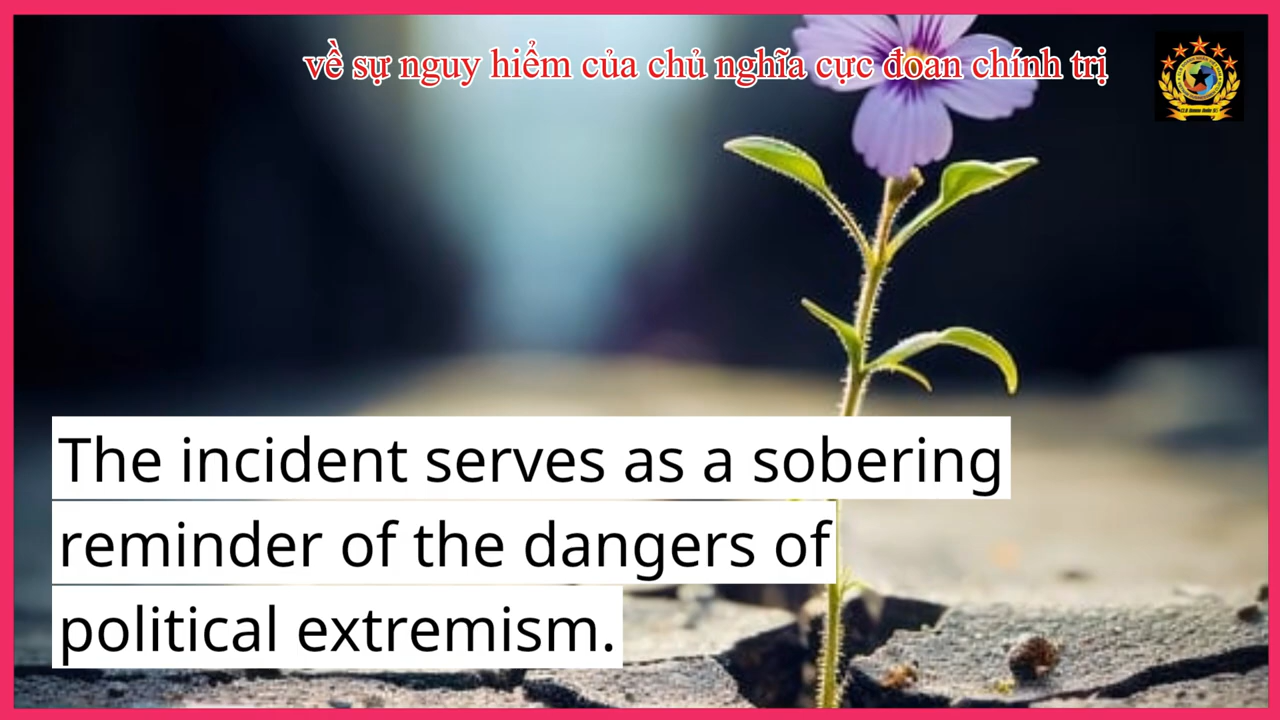 về sự nguy hiểm của chủ nghĩa cực đoan chính trị
The incident serves as a sobering
reminder of the dangers of
political extremism.